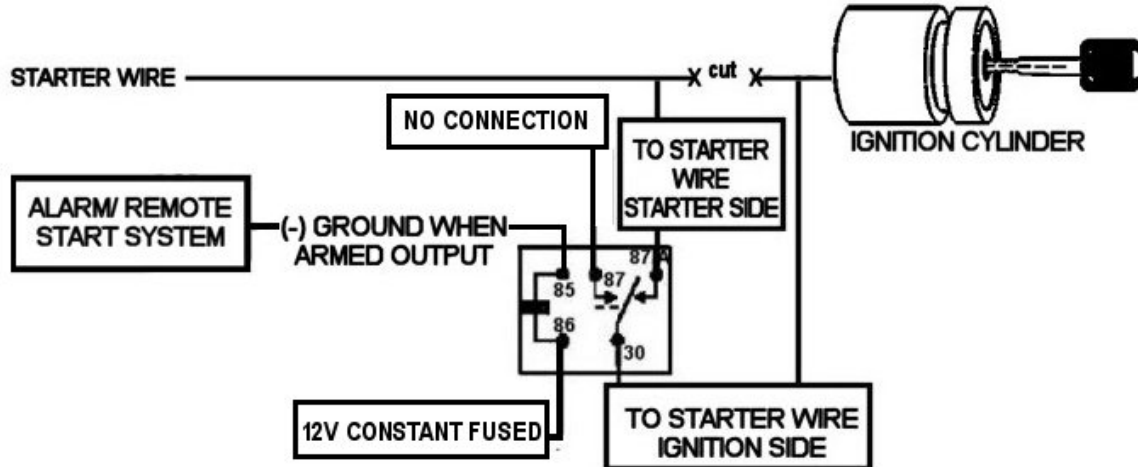 STARTER WIRE
X cut X
IGNITION CYLINDER
NO CONNECTION
TO STARTER
WIRE
STARTER SIDE
ALARM/ REMOTE
START SYSTEM
(-) GROUND WHEN
ARMED OUTPUT
85
87
87A
86
30
12V CONSTANT FUSED
TO STARTER WIRE
IGNITION SIDE